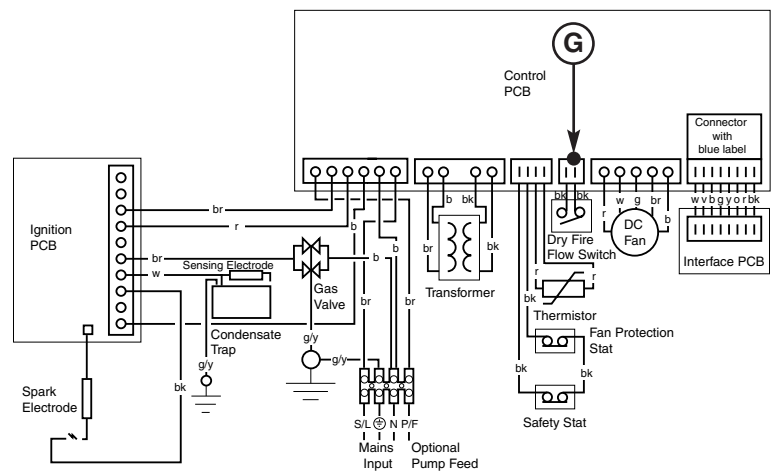 G
Control
PCB
Connector
with
blue label
Ignition
PCB
br
r
br
w
Sensing Electrode
b
b
b
Gas
Valve
Condensate
Trap
g/y
g/y
g/y
bk
br
br
Spark
Electrode
S/L N P/F
Mains
Input
Optional
Pump Feed
b
bk
br
bk
Transformer
bk
bk
Dry Fire
Flow Switch
r
w
g
br
b
DC
Fan
w v b g y o r bk
Interface PCB
r
r
Thermistor
bk
Fan Protection
Stat
bk
bk
Safety Stat